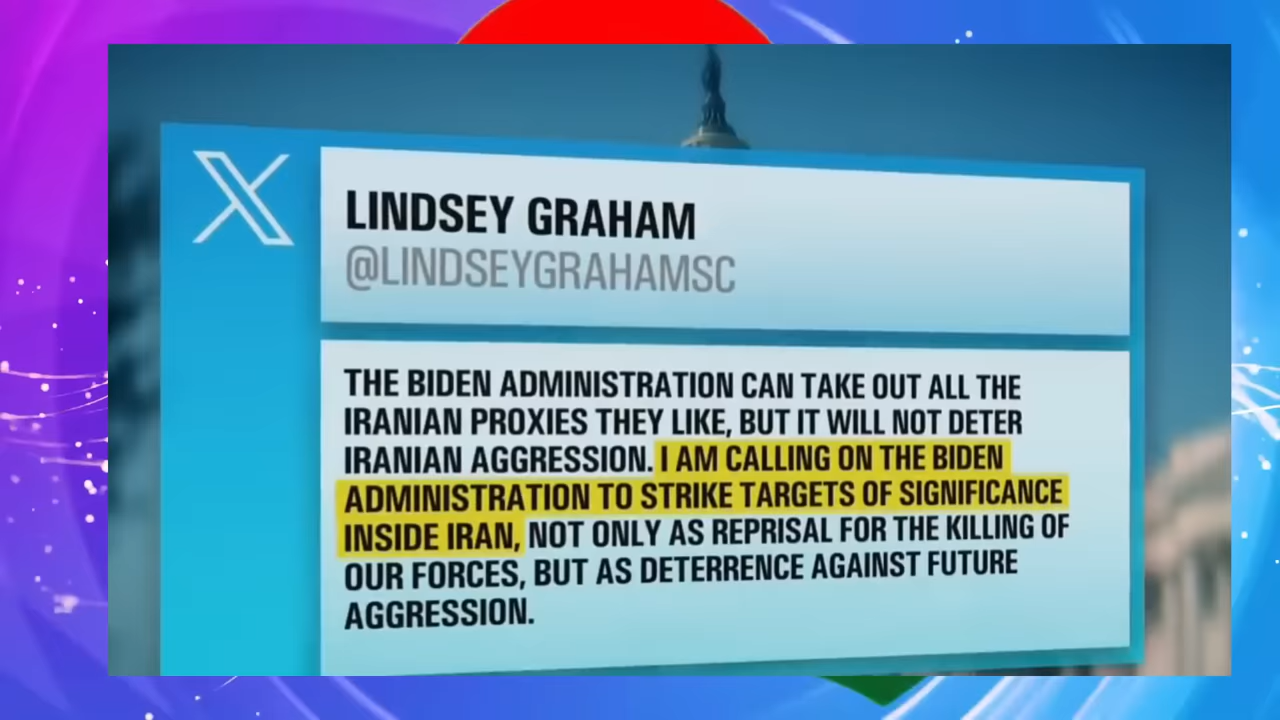 LINDSEY GRAHAM
@LINDSEYGRAHAMSC
THE BIDEN ADMINISTRATION CAN TAKE OUT ALL THE
IRANIAN PROXIES THEY LIKE, BUT IT WILL NOT DETER
IRANIAN AGGRESSION. I AM CALLING ON THE BIDEN
ADMINISTRATION TO STRIKE TARGETS OF SIGNIFICANCE
INSIDE IRAN, NOT ONLY AS REPRISAL FOR THE KILLING OF
OUR FORCES, BUT AS DETERRENCE AGAINST FUTURE
AGGRESSION.